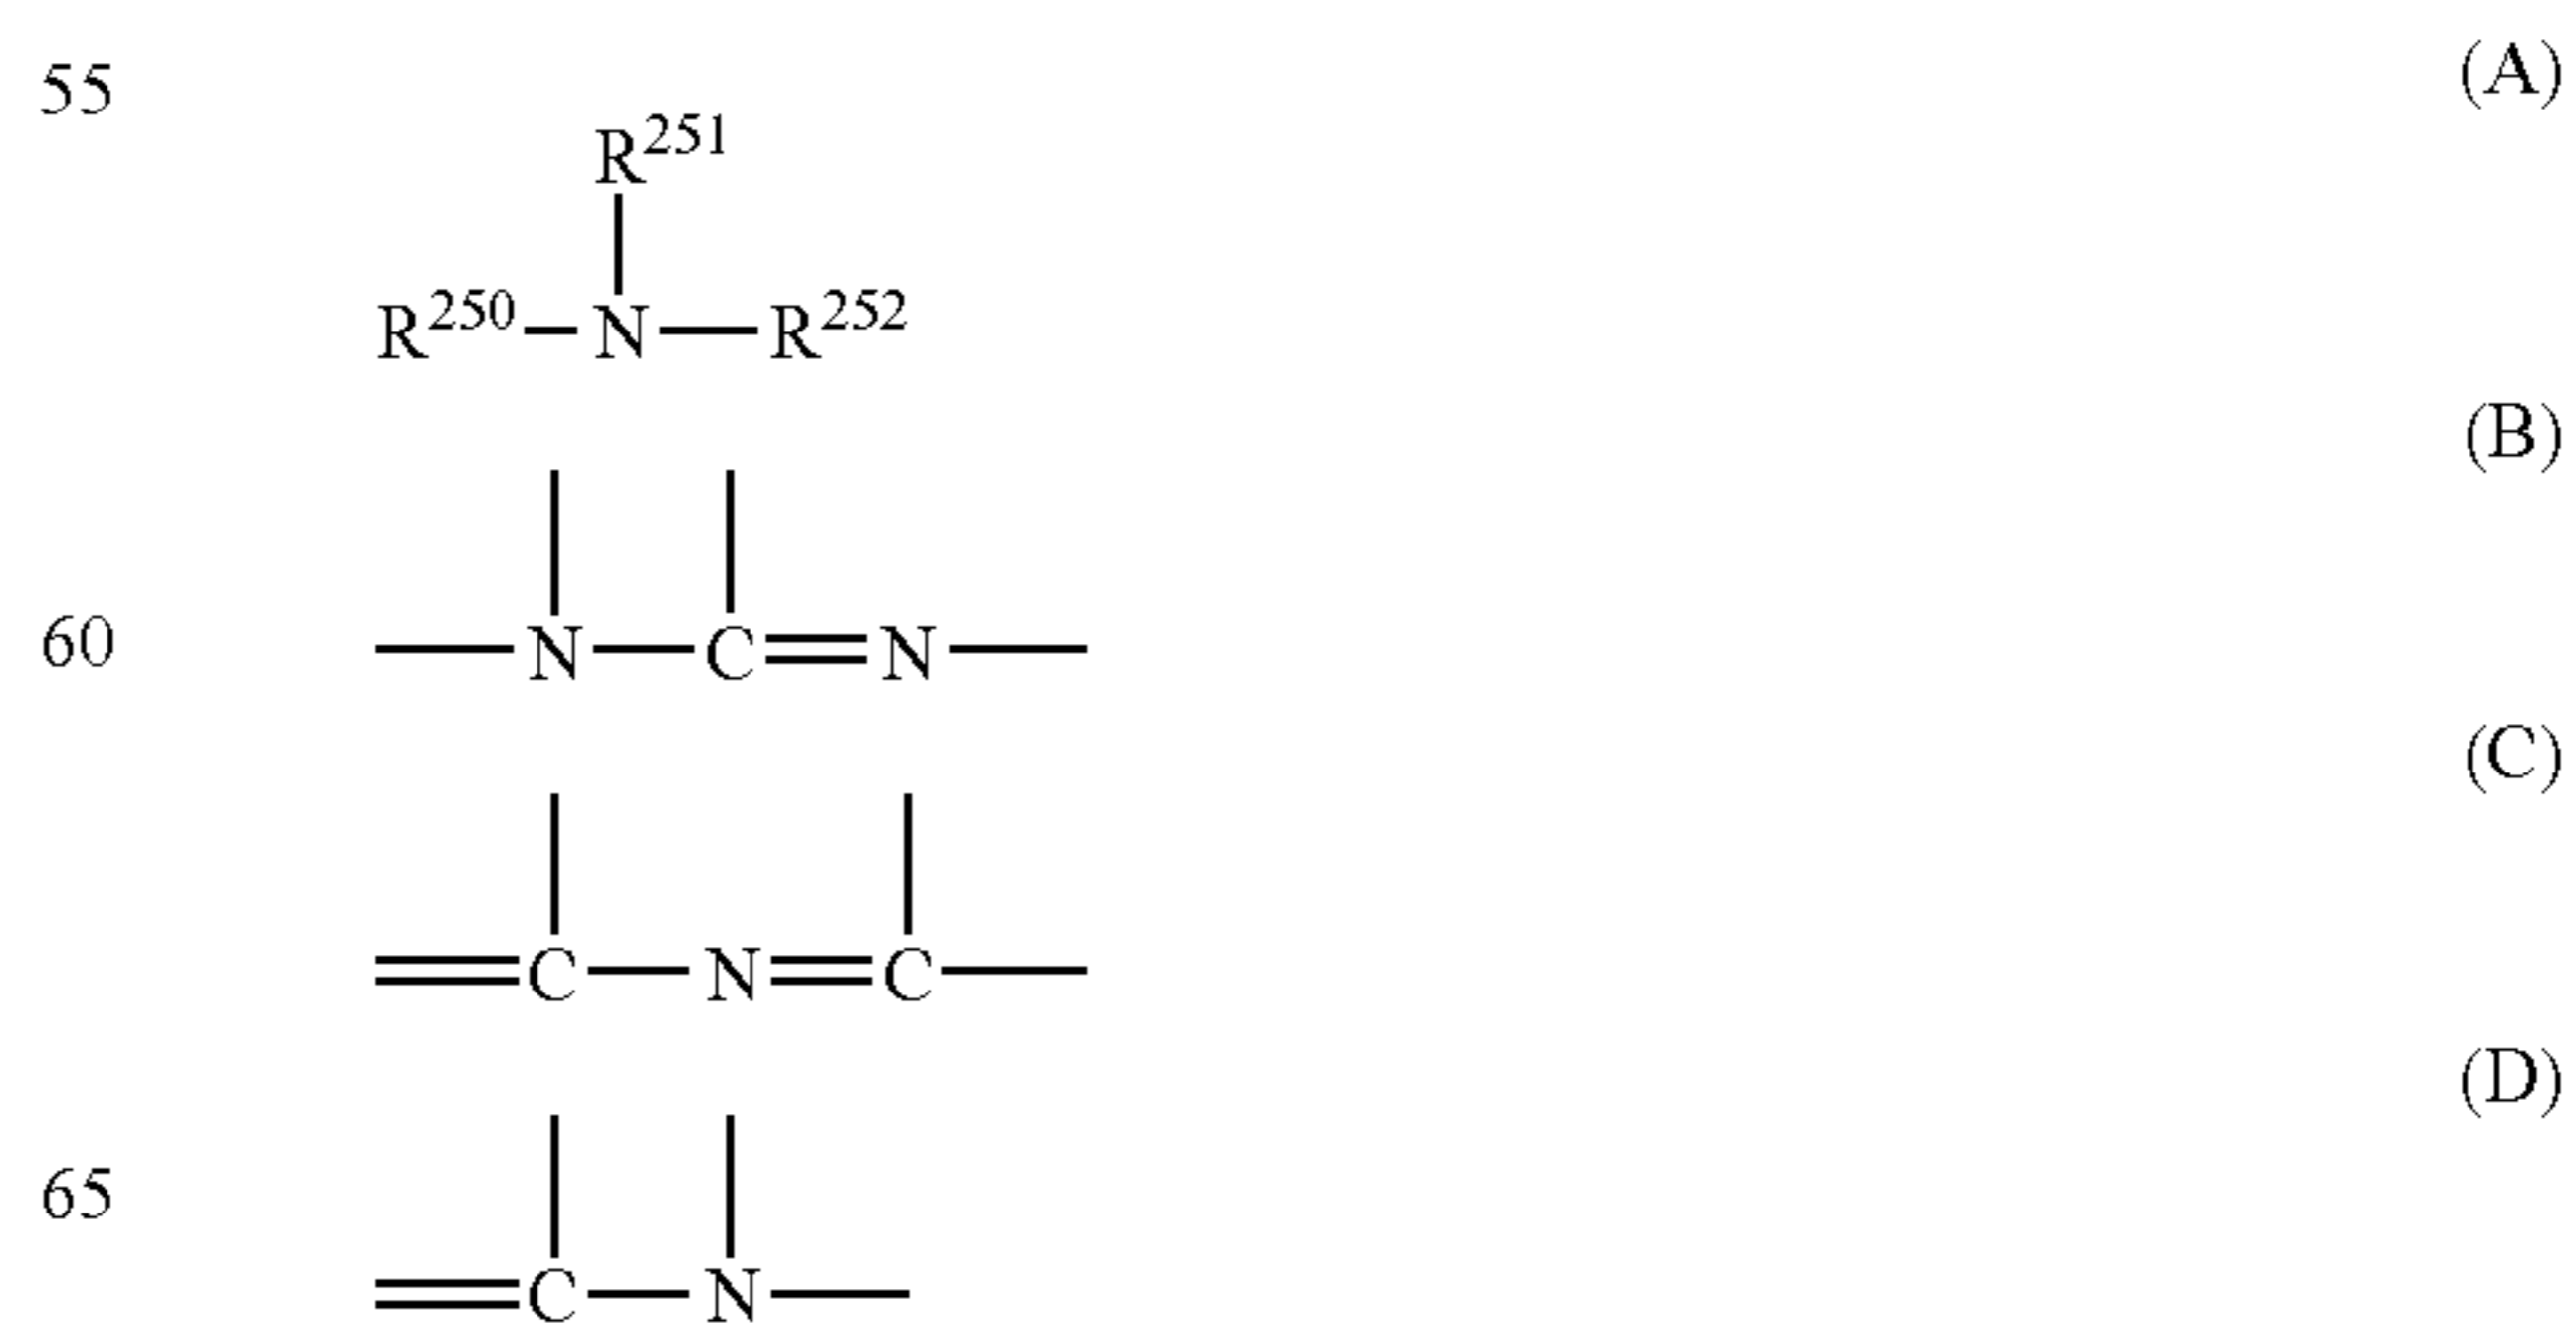 55 (A)
R251
R250 — N — R252
(B)
60 — N — C = N —
(C)
= C — N = C —
(D)
65
= C — N —